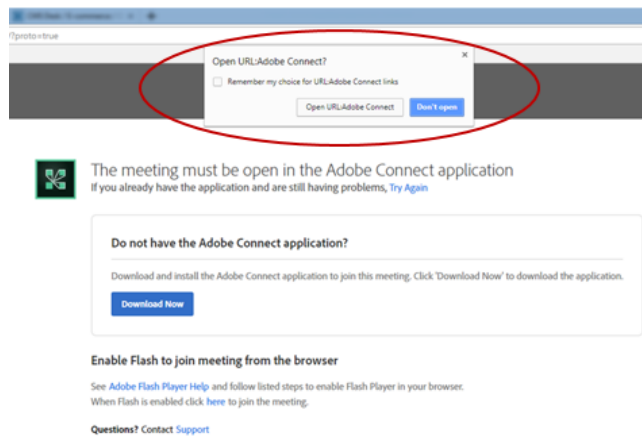 /?proto=true
Open URL:Adobe Connect?
Remember my choice for URL:Adobe Connect links
Open URL:Adobe Connect
Don't open
The meeting must be open in the Adobe Connect application
If you already have the application and are still having problems, Try Again
Do not have the Adobe Connect application?
Download and install the Adobe Connect application to join this meeting. Click 'Download Now' to download the application.
Download Now
Enable Flash to join meeting from the browser
See Adobe Flash Player Help and follow listed steps to enable Flash Player in your browser.
When Flash is enabled click here to join the meeting.
Questions? Contact Support